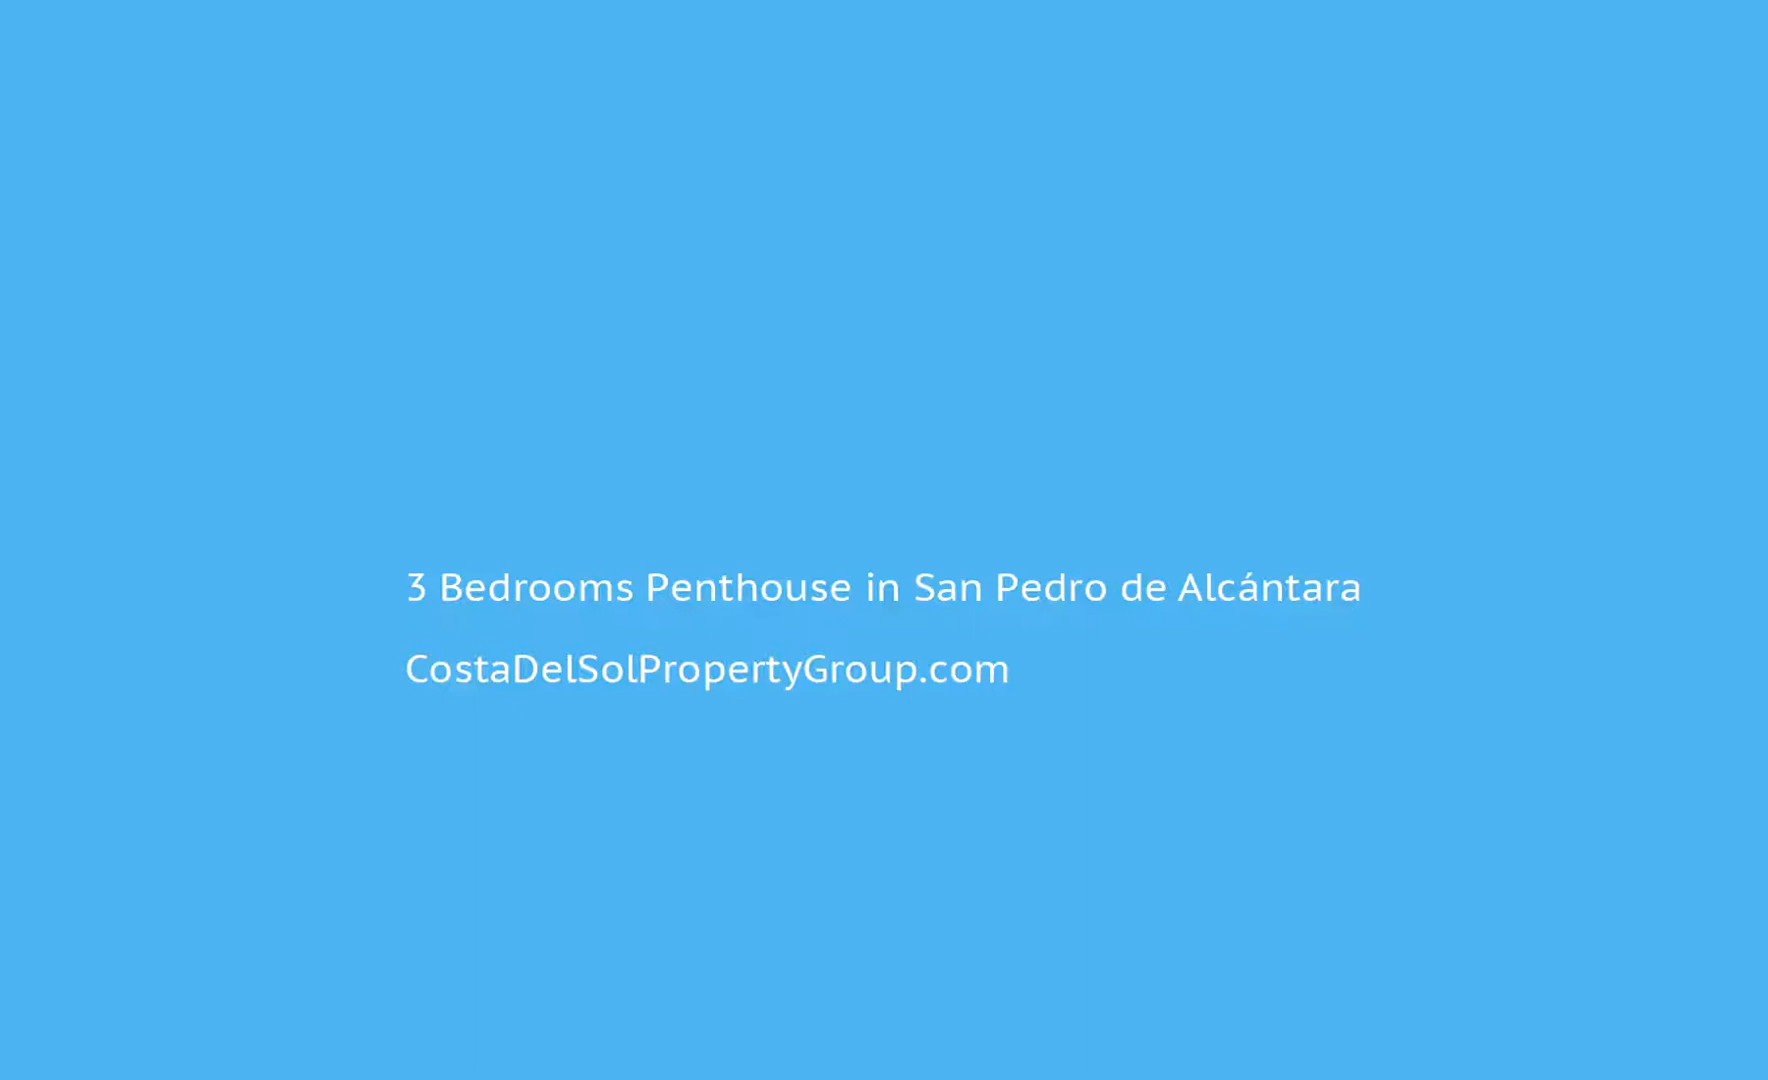 3 Bedrooms Penthouse in San Pedro de Alcántara
CostaDelSolPropertyGroup.com